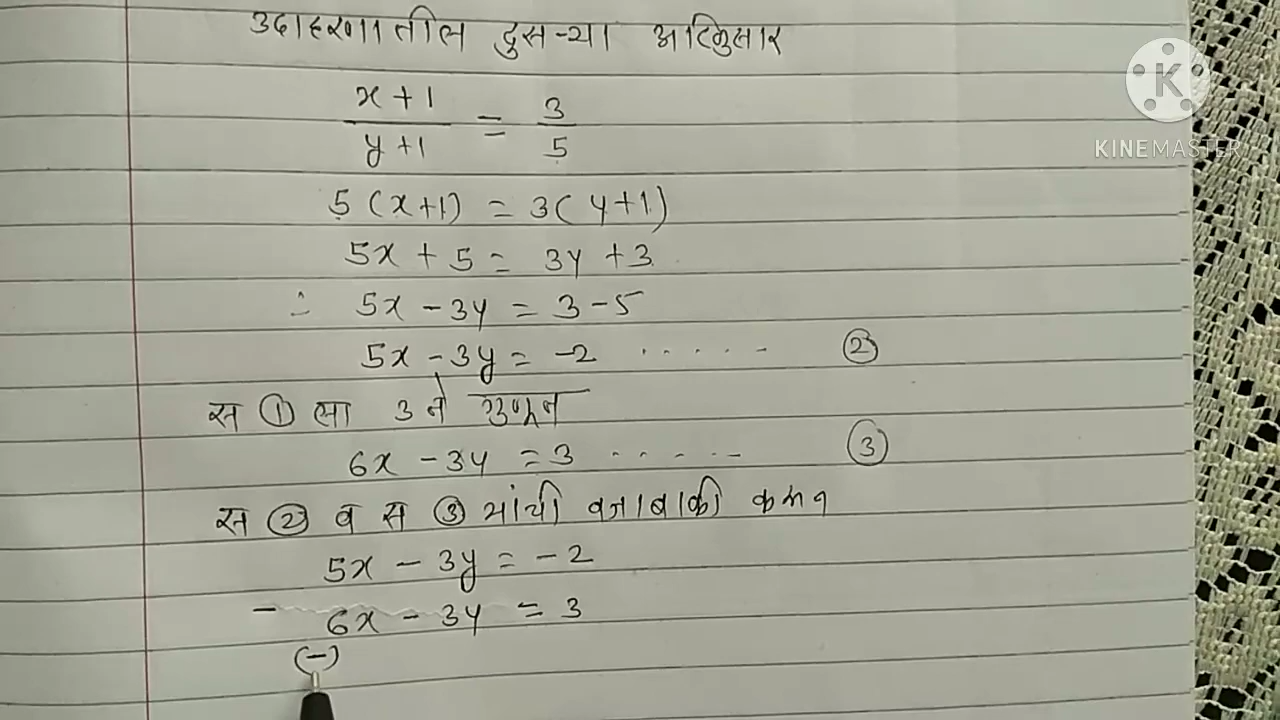 उदाहरणातील दुसऱ्या अटिनुसार
x + 1 / y + 1 = 3 / 5
5 (x+1) = 3( y+1)
5x + 5 = 3y + 3
∴ 5x - 3y = 3 - 5
5x - 3y = -2 ..... ②
स ① ला 3 ने गुणून
6x - 3y = 3 ..... ③
स ② व स ③ यांची वजाबाकी करून
5x - 3y = - 2
- 6x - 3y = 3
(-)
K
KINEMASTER